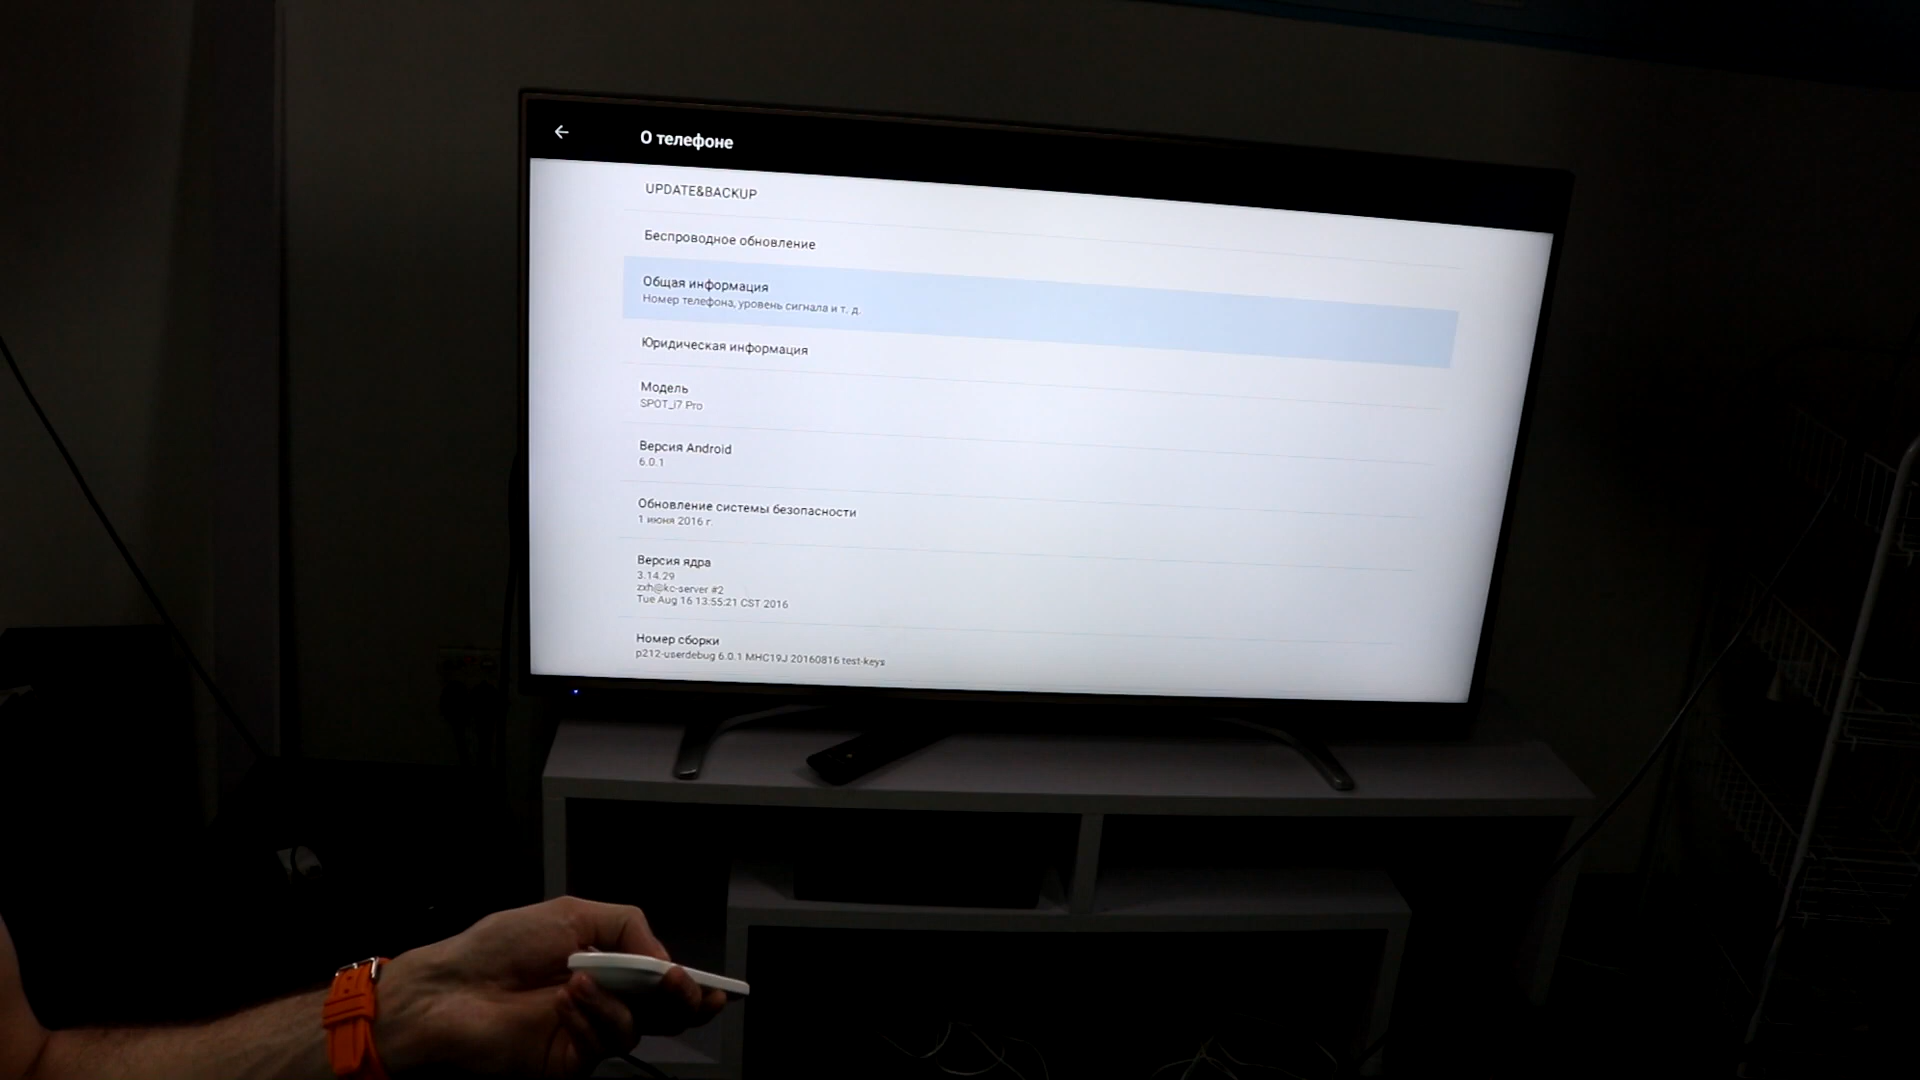 О телефоне
UPDATE&BACKUP
Беспроводное обновление
Общая информация
Номер телефона, уровень сигнала и т. д.
Юридическая информация
Модель
SPOT_i7 Pro
Версия Android
6.0.1
Обновление системы безопасности
1 июня 2016 г.
Версия ядра
3.14.29
zxh@kc-server #2
Tue Aug 16 13:55:21 CST 2016
Номер сборки
p212-userdebug 6.0.1 MHC19J 20160816 test-keys